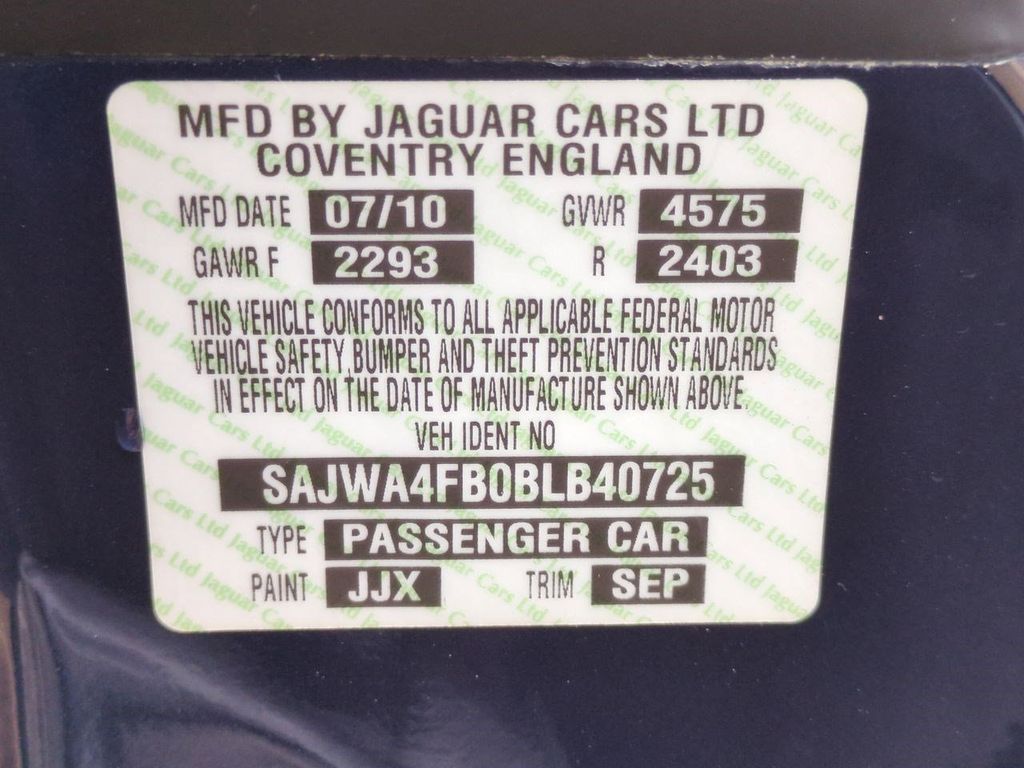 MFD BY JAGUAR CARS LTD
COVENTRY ENGLAND
MFD DATE 07/10 GVWR 4575
GAWR F 2293 R 2403
THIS VEHICLE CONFORMS TO ALL APPLICABLE FEDERAL MOTOR
VEHICLE SAFETY,BUMPER AND THEFT PREVENTION STANDARDS
IN EFFECT ON THE DATE OF MANUFACTURE SHOWN ABOVE.
VEH IDENT NO
SAJWA4FB0BLB40725
TYPE PASSENGER CAR
PAINT JJX TRIM SEP